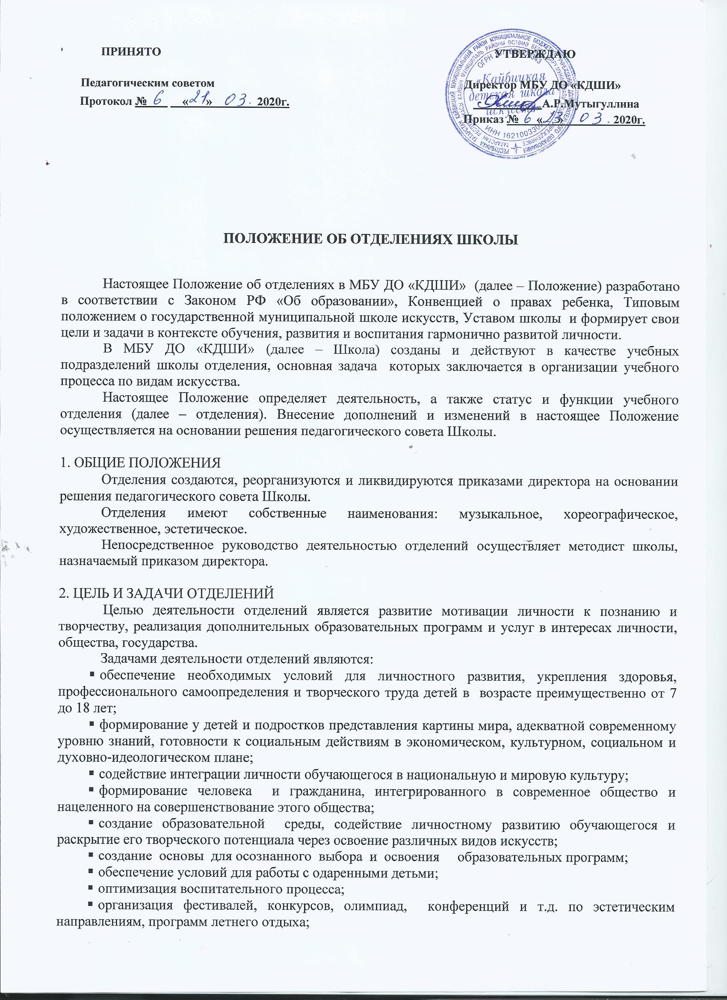 ПРИНЯТО
Педагогическим советом
Протокол № 6 «21» 03. 2020г.
УТВЕРЖДАЮ
Директор МБУ ДО «КДШИ»
А.Р.Мутыгуллина
Приказ № 6 « » 03. 2020г.
«Кайбицкая
детская школа
искусств»
РЕСПУБЛИКА ТАТАРСТАН КАЙБИЦКИЙ МУНИЦИПАЛЬНЫЙ РАЙОН МУНИЦИПАЛЬНОЕ БЮДЖЕТНОЕ УЧРЕЖДЕНИЕ ДОПОЛНИТЕЛЬНОГО ОБРАЗОВАНИЯ
ОГРН
ИНН
ПОЛОЖЕНИЕ ОБ ОТДЕЛЕНИЯХ ШКОЛЫ
Настоящее Положение об отделениях в МБУ ДО «КДШИ» (далее – Положение) разработано
в соответствии с Законом РФ «Об образовании», Конвенцией о правах ребенка, Типовым
положением о государственной муниципальной школе искусств, Уставом школы и формирует свои
цели и задачи в контексте обучения, развития и воспитания гармонично развитой личности.
В МБУ ДО «КДШИ» (далее – Школа) созданы и действуют в качестве учебных
подразделений школы отделения, основная задача которых заключается в организации учебного
процесса по видам искусства.
Настоящее Положение определяет деятельность, а также статус и функции учебного
отделения (далее – отделения). Внесение дополнений и изменений в настоящее Положение
осуществляется на основании решения педагогического совета Школы.
1. ОБЩИЕ ПОЛОЖЕНИЯ
Отделения создаются, реорганизуются и ликвидируются приказами директора на основании
решения педагогического совета Школы.
Отделения имеют собственные наименования: музыкальное, хореографическое,
художественное, эстетическое.
Непосредственное руководство деятельностью отделений осуществляет методист школы,
назначаемый приказом директора.
2. ЦЕЛЬ И ЗАДАЧИ ОТДЕЛЕНИЙ
Целью деятельности отделений является развитие мотивации личности к познанию и
творчеству, реализация дополнительных образовательных программ и услуг в интересах личности,
общества, государства.
Задачами деятельности отделений являются:
▪ обеспечение необходимых условий для личностного развития, укрепления здоровья,
профессионального самоопределения и творческого труда детей в возрасте преимущественно от 7
до 18 лет;
▪ формирование у детей и подростков представления картины мира, адекватной современному
уровню знаний, готовности к социальным действиям в экономическом, культурном, социальном и
духовно-идеологическом плане;
▪ содействие интеграции личности обучающегося в национальную и мировую культуру;
▪ формирование человека и гражданина, интегрированного в современное общество и
нацеленного на совершенствование этого общества;
▪ создание образовательной среды, содействие личностному развитию обучающегося и
раскрытие его творческого потенциала через освоение различных видов искусств;
▪ создание основы для осознанного выбора и освоения образовательных программ;
▪ обеспечение условий для работы с одаренными детьми;
▪ оптимизация воспитательного процесса;
▪ организация фестивалей, конкурсов, олимпиад, конференций и т.д. по эстетическим
направлениям, программ летнего отдыха;